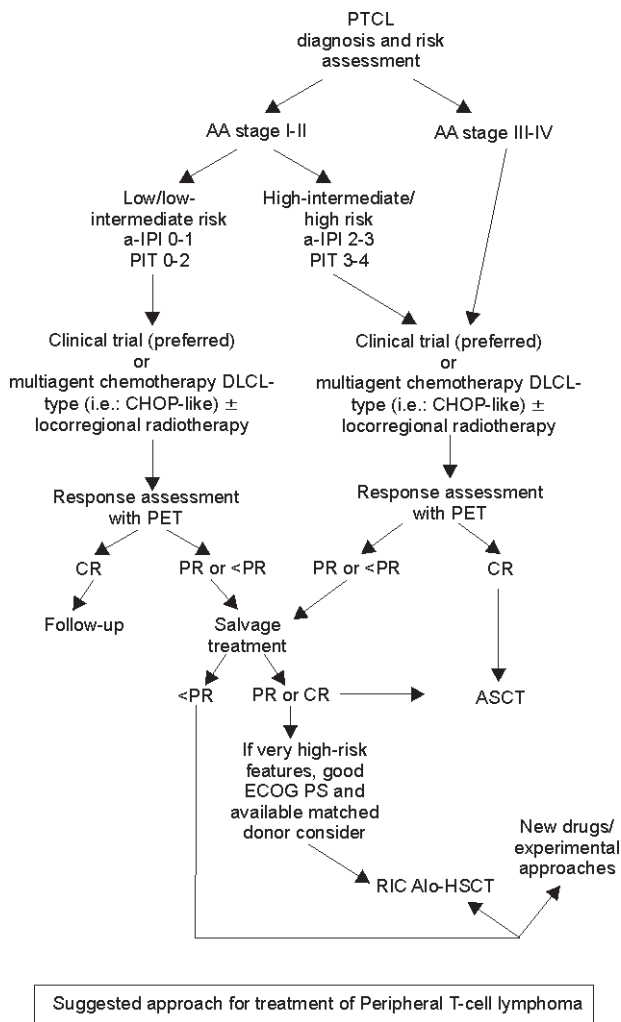 PTCL
diagnosis and risk
assessment
AA stage I-II
AA stage III-IV
Low/low-
intermediate risk
a-IPI 0-1
PIT 0-2
High-intermediate/
high risk
a-IPI 2-3
PIT 3-4
Clinical trial (preferred)
or
multiagent chemotherapy DLCL-
type (i.e.: CHOP-like) ±
locorregional radiotherapy
Clinical trial (preferred)
or
multiagent chemotherapy DLCL-
type (i.e.: CHOP-like) ±
locorregional radiotherapy
Response assessment
with PET
Response assessment
with PET
CR
PR or <PR
PR or <PR
CR
Follow-up
Salvage
treatment
<PR
PR or CR
ASCT
If very high-risk
features, good
ECOG PS and
available matched
donor consider
New drugs/
experimental
approaches
RIC Alo-HSCT
Suggested approach for treatment of Peripheral T-cell lymphoma